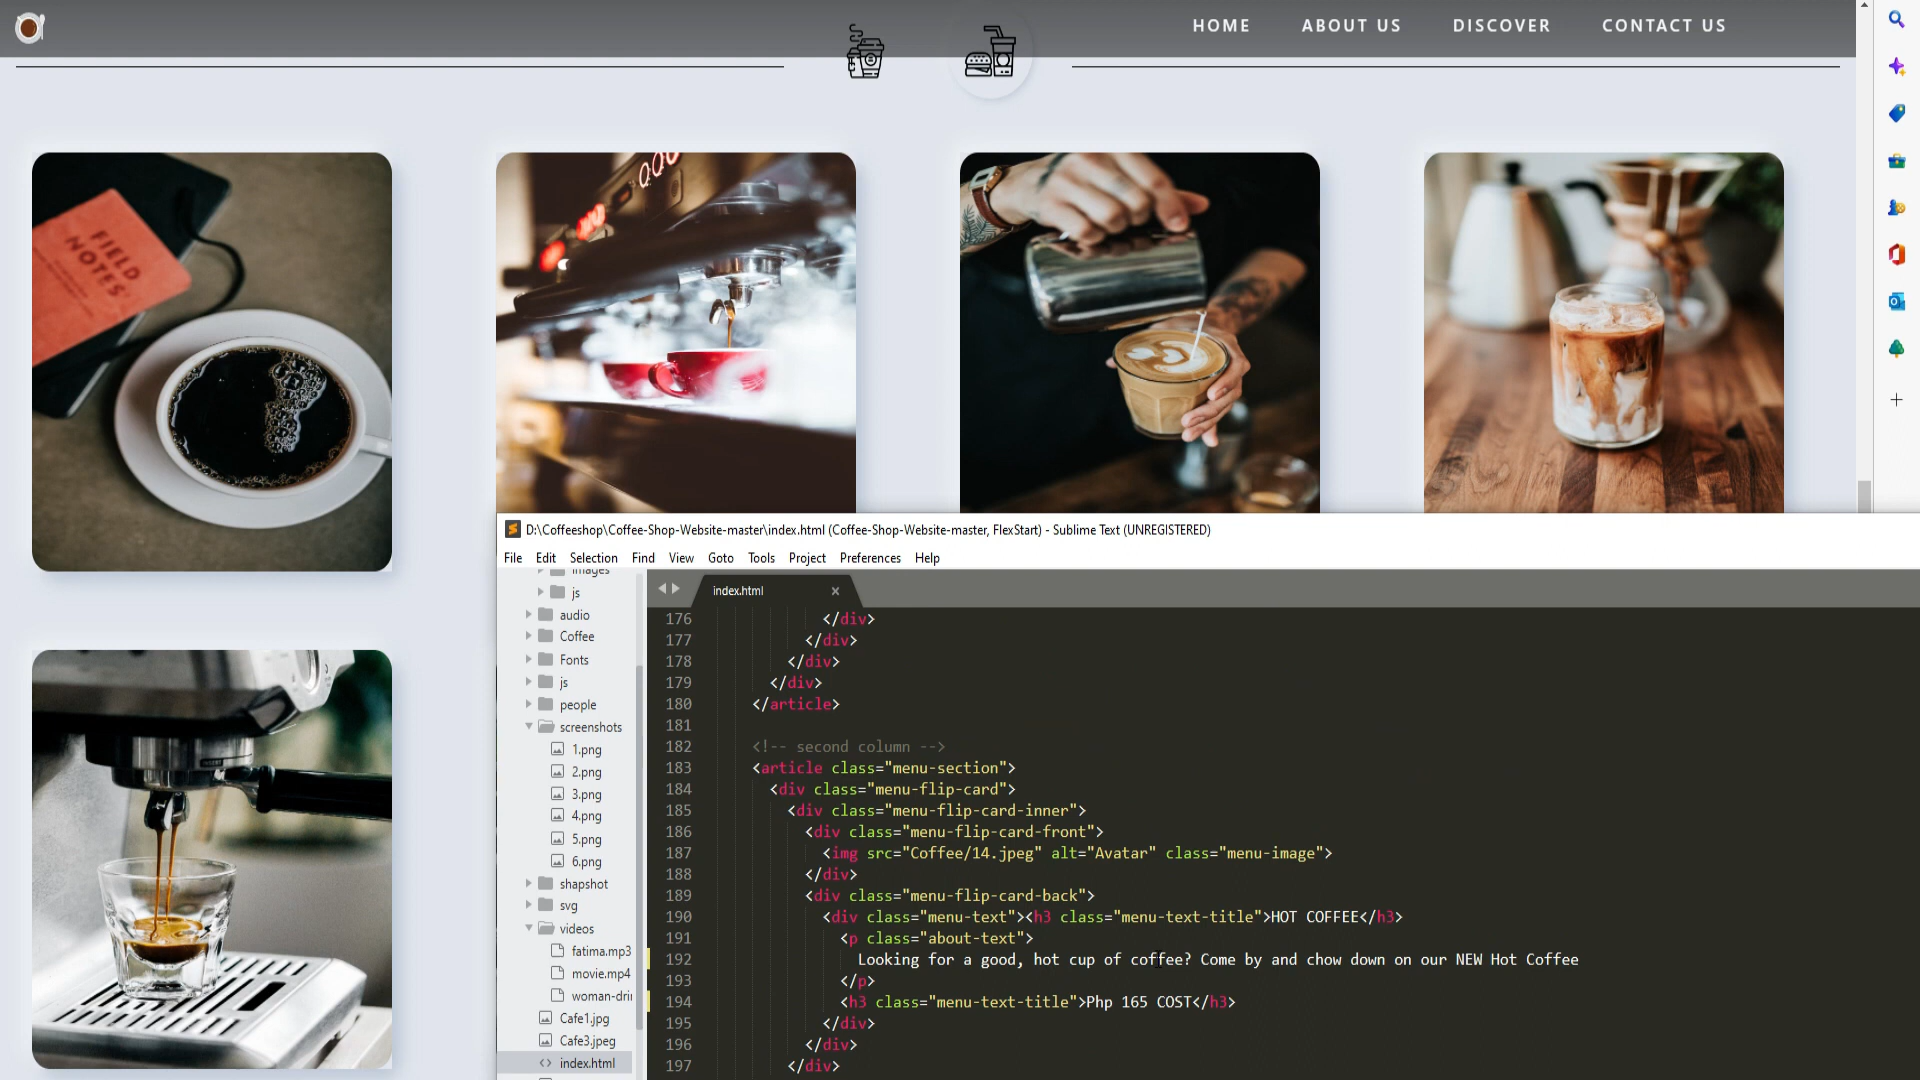 HOME ABOUT US DISCOVER CONTACT US
FIELD
NOTES
D:\Coffeeshop\Coffee-Shop-Website-master\index.html (Coffee-Shop-Website-master, FlexStart) - Sublime Text (UNREGISTERED)
File Edit Selection Find View Goto Tools Project Preferences Help
images
js
audio
Coffee
Fonts
js
people
screenshots
1.png
2.png
3.png
4.png
5.png
6.png
shapshot
svg
videos
fatima.mp3
movie.mp4
woman-dri
Cafe1.jpg
Cafe3.jpeg
<> index.html
index.html ×
176 </div>
177 </div>
178 </div>
179 </div>
180 </article>
181
182 <!-- second column -->
183 <article class="menu-section">
184 <div class="menu-flip-card">
185 <div class="menu-flip-card-inner">
186 <div class="menu-flip-card-front">
187 <img src="Coffee/14.jpeg" alt="Avatar" class="menu-image">
188 </div>
189 <div class="menu-flip-card-back">
190 <div class="menu-text"><h3 class="menu-text-title">HOT COFFEE</h3>
191 <p class="about-text">
192 Looking for a good, hot cup of coffee? Come by and chow down on our NEW Hot Coffee
193 </p>
194 <h3 class="menu-text-title">Php 165 COST</h3>
195 </div>
196 </div>
197 </div>